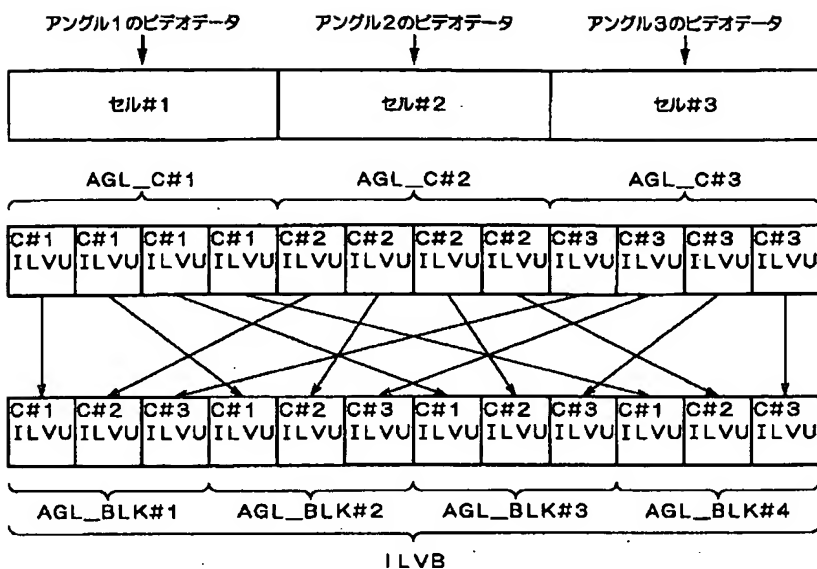 アングル1のビデオデータ アングル2のビデオデータ アングル3のビデオデータ
セル#1 セル#2 セル#3
AGL_C#1 AGL_C#2 AGL_C#3
C#1 C#1 C#1 C#1 C#2 C#2 C#2 C#2 C#3 C#3 C#3 C#3
ILVU ILVU ILVU ILVU ILVU ILVU ILVU ILVU ILVU ILVU ILVU ILVU
C#1 C#2 C#3 C#1 C#2 C#3 C#1 C#2 C#3 C#1 C#2 C#3
ILVU ILVU ILVU ILVU ILVU ILVU ILVU ILVU ILVU ILVU ILVU ILVU
AGL_BLK#1 AGL_BLK#2 AGL_BLK#3 AGL_BLK#4
ILVB